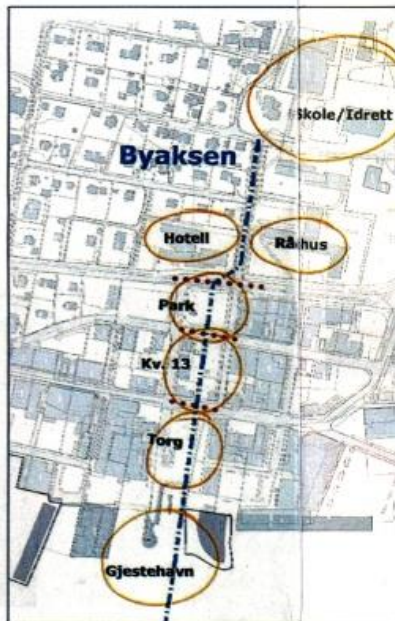 Skole/Idrett
Byaksen
Hotell
Rådhus
Park
Kv. 13
Torg
Gjestehavn